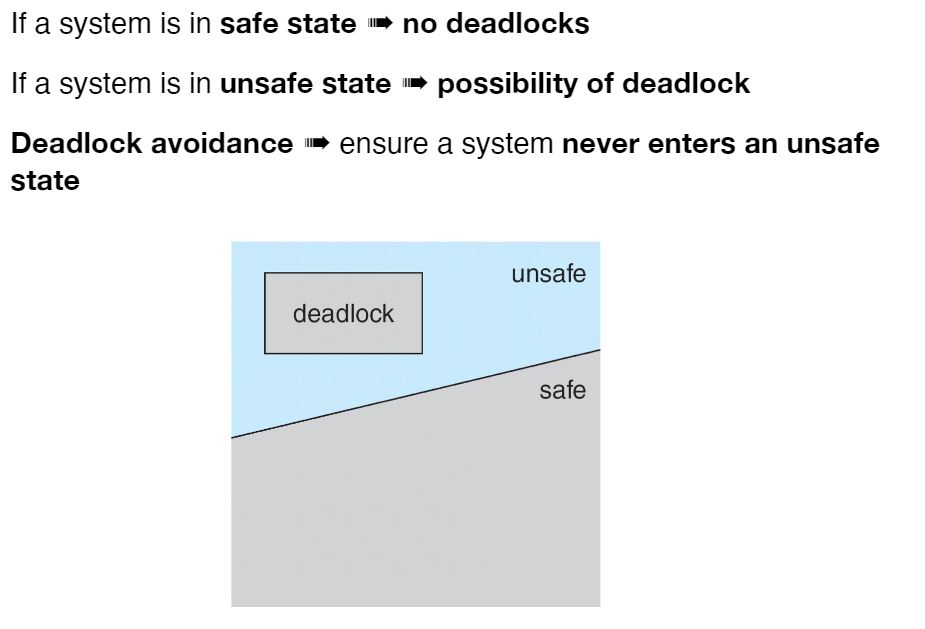 If a system is in safe state ➠ no deadlocks
If a system is in unsafe state ➠ possibility of deadlock
Deadlock avoidance ➠ ensure a system never enters an unsafe
state
unsafe
deadlock
safe